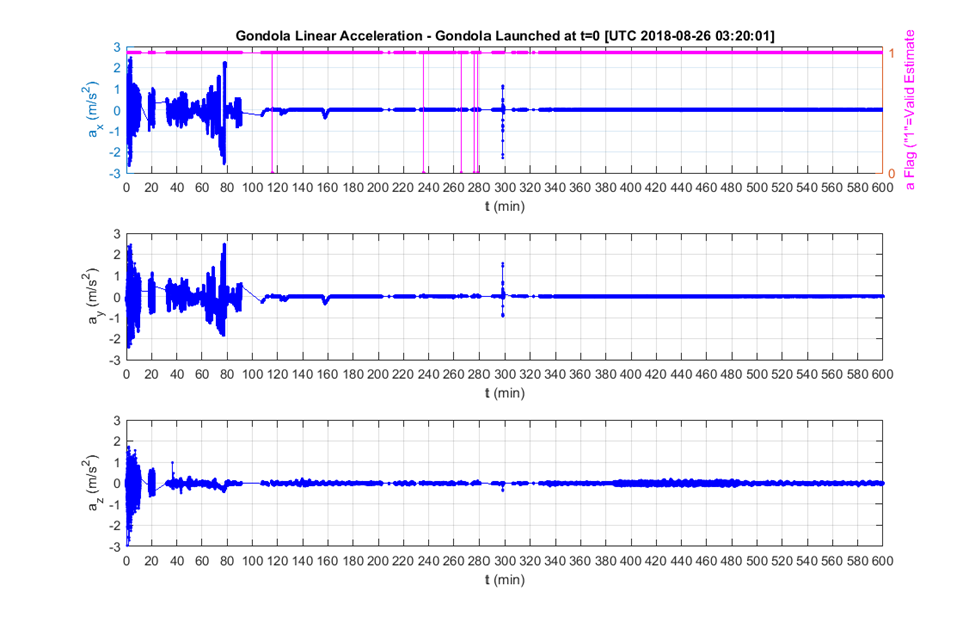 Gondola Linear Acceleration - Gondola Launched at t=0 [UTC 2018-08-26 03:20:01]
3
2
1
0
-1
-2
-3
a_x (m/s^2)
1
0
a Flag ("1"=Valid Estimate
0 20 40 60 80 100 120 140 160 180 200 220 240 260 280 300 320 340 360 380 400 420 440 460 480 500 520 540 560 580 600
t (min)
3
2
1
0
-1
-2
-3
a_y (m/s^2)
0 20 40 60 80 100 120 140 160 180 200 220 240 260 280 300 320 340 360 380 400 420 440 460 480 500 520 540 560 580 600
t (min)
3
2
1
0
-1
-2
-3
a_z (m/s^2)
0 20 40 60 80 100 120 140 160 180 200 220 240 260 280 300 320 340 360 380 400 420 440 460 480 500 520 540 560 580 600
t (min)